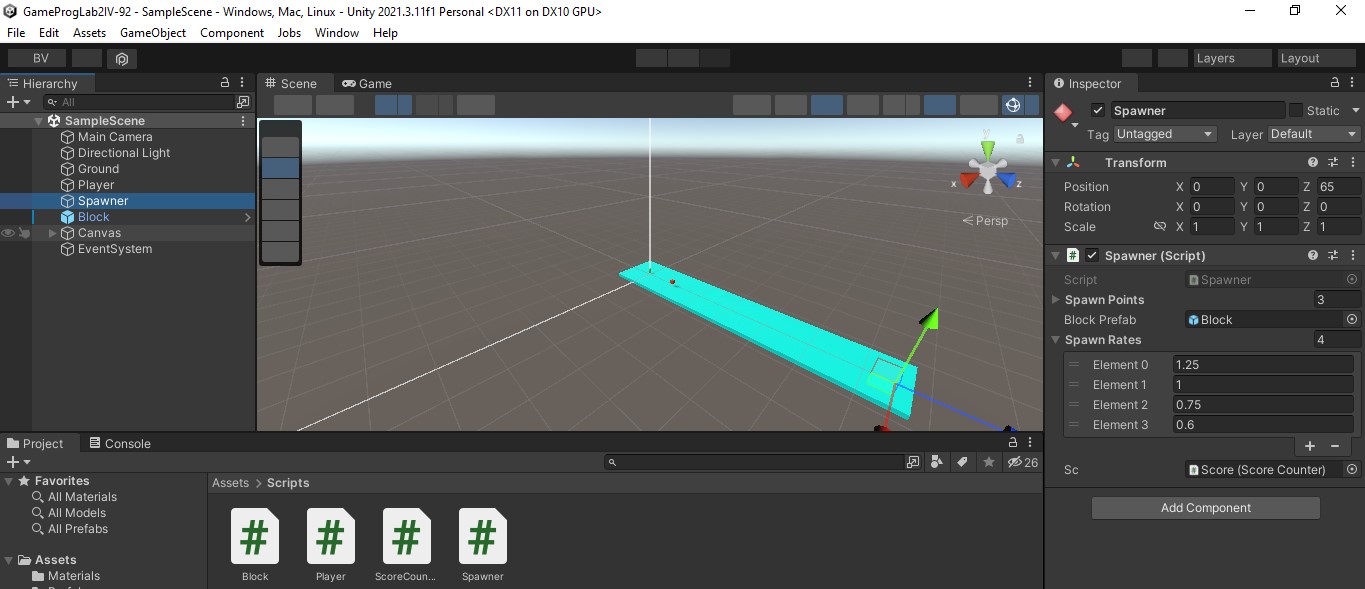 GameProgLab2IV-92 - SampleScene - Windows, Mac, Linux - Unity 2021.3.11f1 Personal <DX11 on DX10 GPU>
File Edit Assets GameObject Component Jobs Window Help
BV Layers Layout
Hierarchy
All
SampleScene
Main Camera
Directional Light
Ground
Player
Spawner
Block
Canvas
EventSystem
Scene Game
y
x z
Persp
Inspector
Spawner Static
Tag Untagged Layer Default
Transform
Position X 0 Y 0 Z 65
Rotation X 0 Y 0 Z 0
Scale X 1 Y 1 Z 1
Spawner (Script)
Script Spawner
Spawn Points 3
Block Prefab Block
Spawn Rates 4
Element 0 1.25
Element 1 1
Element 2 0.75
Element 3 0.6
Sc Score (Score Counter)
Add Component
Project Console
26
Favorites
All Materials
All Models
All Prefabs
Assets
Materials
Assets > Scripts
Block Player ScoreCoun... Spawner